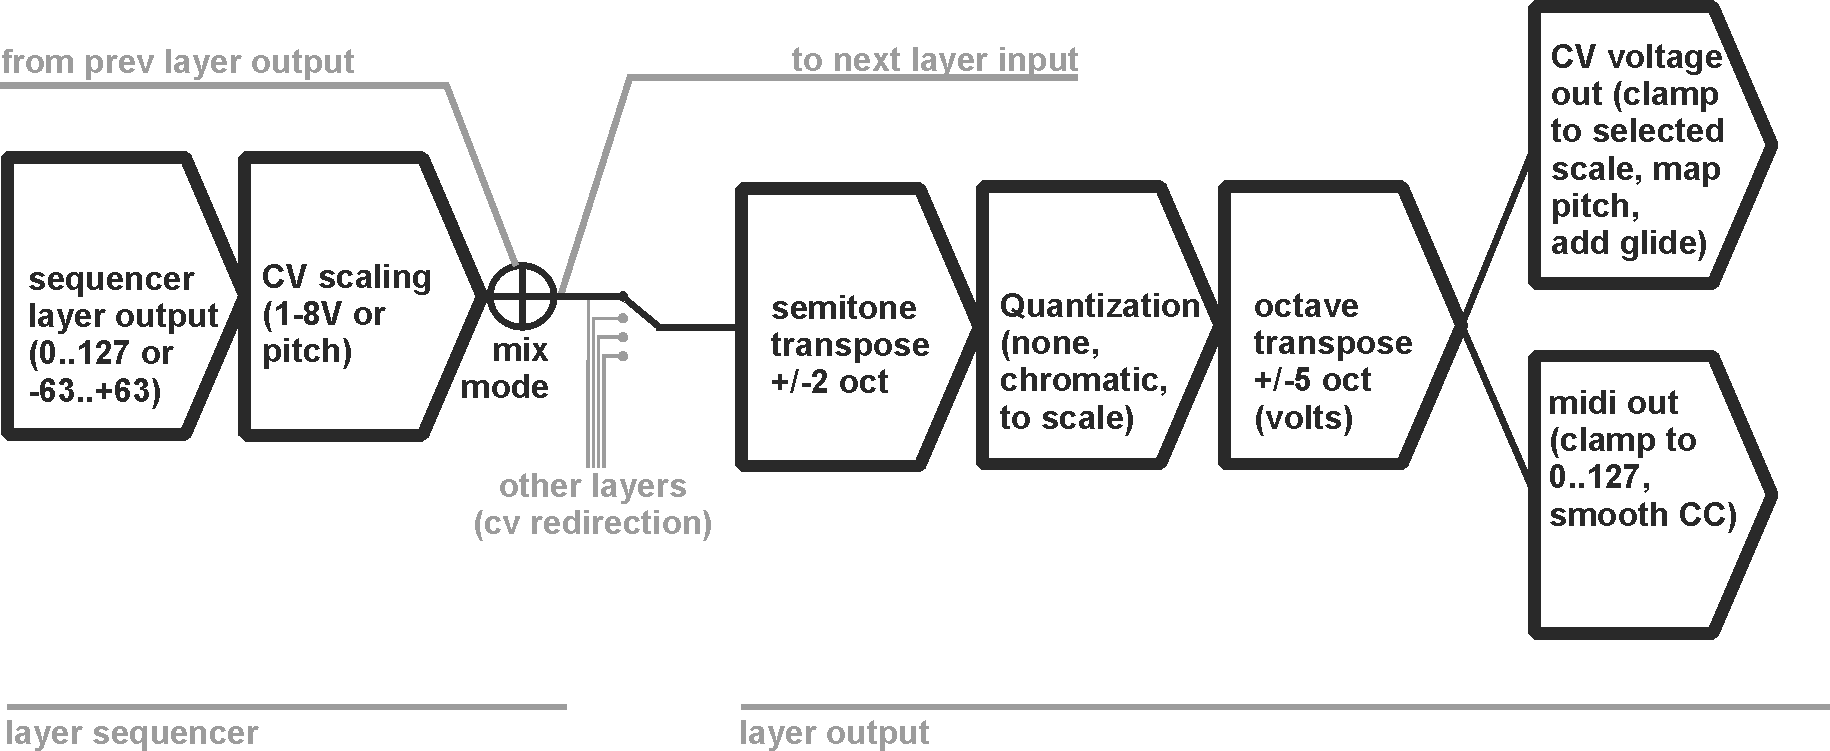 from prev layer output
to next layer input
sequencer
layer output
(0..127 or
-63..+63)
CV scaling
(1-8V or
pitch)
mix
mode
other layers
(cv redirection)
semitone
transpose
+/-2 oct
Quantization
(none,
chromatic,
to scale)
octave
transpose
+/-5 oct
(volts)
CV voltage
out (clamp
to selected
scale, map
pitch,
add glide)
midi out
(clamp to
0..127,
smooth CC)
layer sequencer
layer output